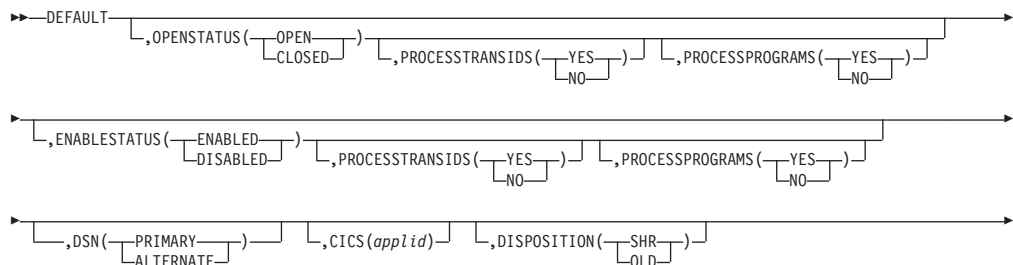 DEFAULT
,OPENSTATUS( OPEN ) ,PROCESSTRANSIDS( YES ) ,PROCESSPROGRAMS( YES )
CLOSED NO NO
,ENABLESTATUS( ENABLED ) ,PROCESSTRANSIDS( YES ) ,PROCESSPROGRAMS( YES )
DISABLED NO NO
,DSN( PRIMARY ) ,CICS(applid) ,DISPOSITION( SHR )
ALTERNATE OLD